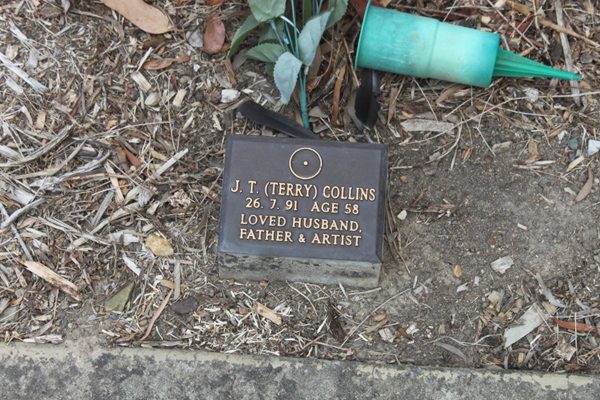 J. T. (TERRY) COLLINS
26. 7. 91 AGE 58
LOVED HUSBAND,
FATHER & ARTIST